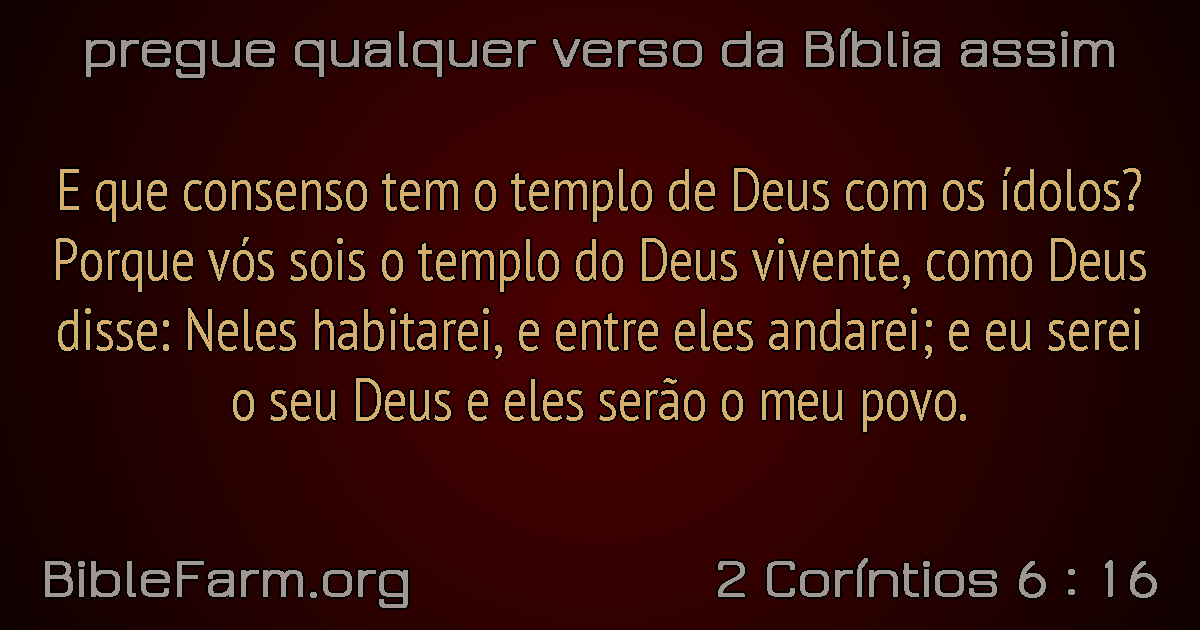 pregue qualquer verso da Bíblia assim
E que consenso tem o templo de Deus com os ídolos?
Porque vós sois o templo do Deus vivente, como Deus
disse: Neles habitarei, e entre eles andarei; e eu serei
o seu Deus e eles serão o meu povo.
BibleFarm.org
2 Coríntios 6 : 16